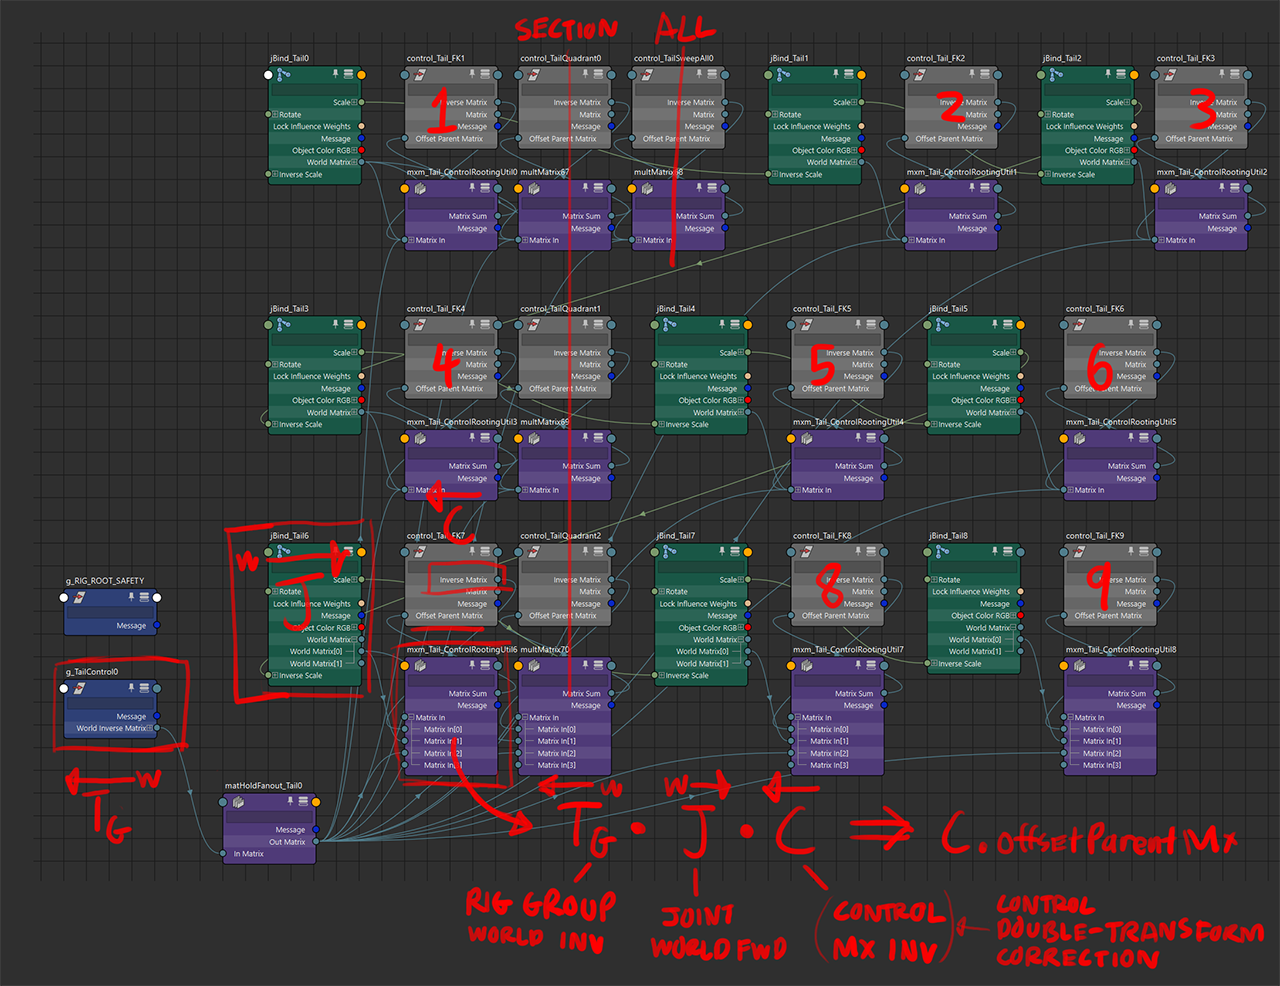 SECTION ALL
jBind_Tail0 control_Tail_FK1 control_TailQuadrant0 control_TailSweepAll0 jBind_Tail1 control_Tail_FK2 jBind_Tail2 control_Tail_FK3
1 2 3
Scale Inverse Matrix Inverse Matrix Inverse Matrix Scale Inverse Matrix Scale Inverse Matrix
Rotate Matrix Matrix Matrix Rotate Matrix Rotate Matrix
Lock Influence Weights Message Message Message Lock Influence Weights Message Lock Influence Weights Message
Message Offset Parent Matrix Offset Parent Matrix Offset Parent Matrix Message Offset Parent Matrix Message Offset Parent Matrix
Object Color RGB Object Color RGB Object Color RGB
World Matrix World Matrix World Matrix
Inverse Scale Inverse Scale Inverse Scale
mxm_Tail_ControlRootingUtil0 multMatrix67 multMatrix68 mxm_Tail_ControlRootingUtil1 mxm_Tail_ControlRootingUtil2
Matrix Sum Matrix Sum Matrix Sum Matrix Sum Matrix Sum
Message Message Message Message Message
Matrix In Matrix In Matrix In Matrix In Matrix In
jBind_Tail3 control_Tail_FK4 control_TailQuadrant1 jBind_Tail4 control_Tail_FK5 jBind_Tail5 control_Tail_FK6
4 5 6
Scale Inverse Matrix Inverse Matrix Scale Inverse Matrix Scale Inverse Matrix
Rotate Matrix Matrix Rotate Matrix Rotate Matrix
Lock Influence Weights Message Message Lock Influence Weights Message Lock Influence Weights Message
Message Offset Parent Matrix Offset Parent Matrix Message Offset Parent Matrix Message Offset Parent Matrix
Object Color RGB Object Color RGB Object Color RGB
World Matrix World Matrix World Matrix
Inverse Scale Inverse Scale Inverse Scale
mxm_Tail_ControlRootingUtil3 multMatrix69 mxm_Tail_ControlRootingUtil4 mxm_Tail_ControlRootingUtil5
Matrix Sum Matrix Sum Matrix Sum Matrix Sum
Message Message Message Message
Matrix In Matrix In Matrix In Matrix In
C
jBind_Tail6 control_Tail_FK7 control_TailQuadrant2 jBind_Tail7 control_Tail_FK8 jBind_Tail8 control_Tail_FK9
W J 8 9
Scale Inverse Matrix Inverse Matrix Scale Inverse Matrix Rotate Inverse Matrix
Rotate Matrix Matrix Rotate Matrix Lock Influence Weights Matrix
Lock Influence Weights Message Message Lock Influence Weights Message Message Message
Message Offset Parent Matrix Offset Parent Matrix Message Offset Parent Matrix Object Color RGB Offset Parent Matrix
Object Color RGB Object Color RGB World Matrix
World Matrix World Matrix World Matrix[0]
World Matrix[0] World Matrix[0] World Matrix[1]
World Matrix[1] World Matrix[1] Inverse Scale
Inverse Scale Inverse Scale
mxm_Tail_ControlRootingUtil6 multMatrix70 mxm_Tail_ControlRootingUtil7 mxm_Tail_ControlRootingUtil8
Matrix Sum Matrix Sum Matrix Sum Matrix Sum
Message Message Message Message
Matrix In Matrix In Matrix In Matrix In
Matrix In[0] Matrix In[0] Matrix In[0] Matrix In[0]
Matrix In[1] Matrix In[1] Matrix In[1] Matrix In[1]
Matrix In[2] Matrix In[2] Matrix In[2] Matrix In[2]
Matrix In[3] Matrix In[3] Matrix In[3]
g_RIG_ROOT_SAFETY
Message
g_TailControl0
Message
World Inverse Matrix
W
TG
matHoldFanout_Tail0
Message
Out Matrix
In Matrix
W W
TG • J • C ⇒ C.OffsetParentMx
RIG GROUP
WORLD INV
JOINT
WORLD FWD
(CONTROL
MX INV)
CONTROL
DOUBLE-TRANSFORM
CORRECTION